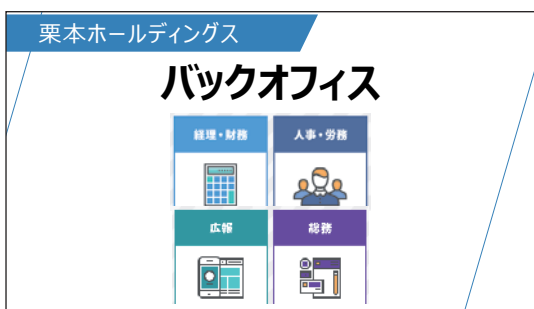 栗本ホールディングス
バックオフィス
経理・財務
人事・労務
広報
総務